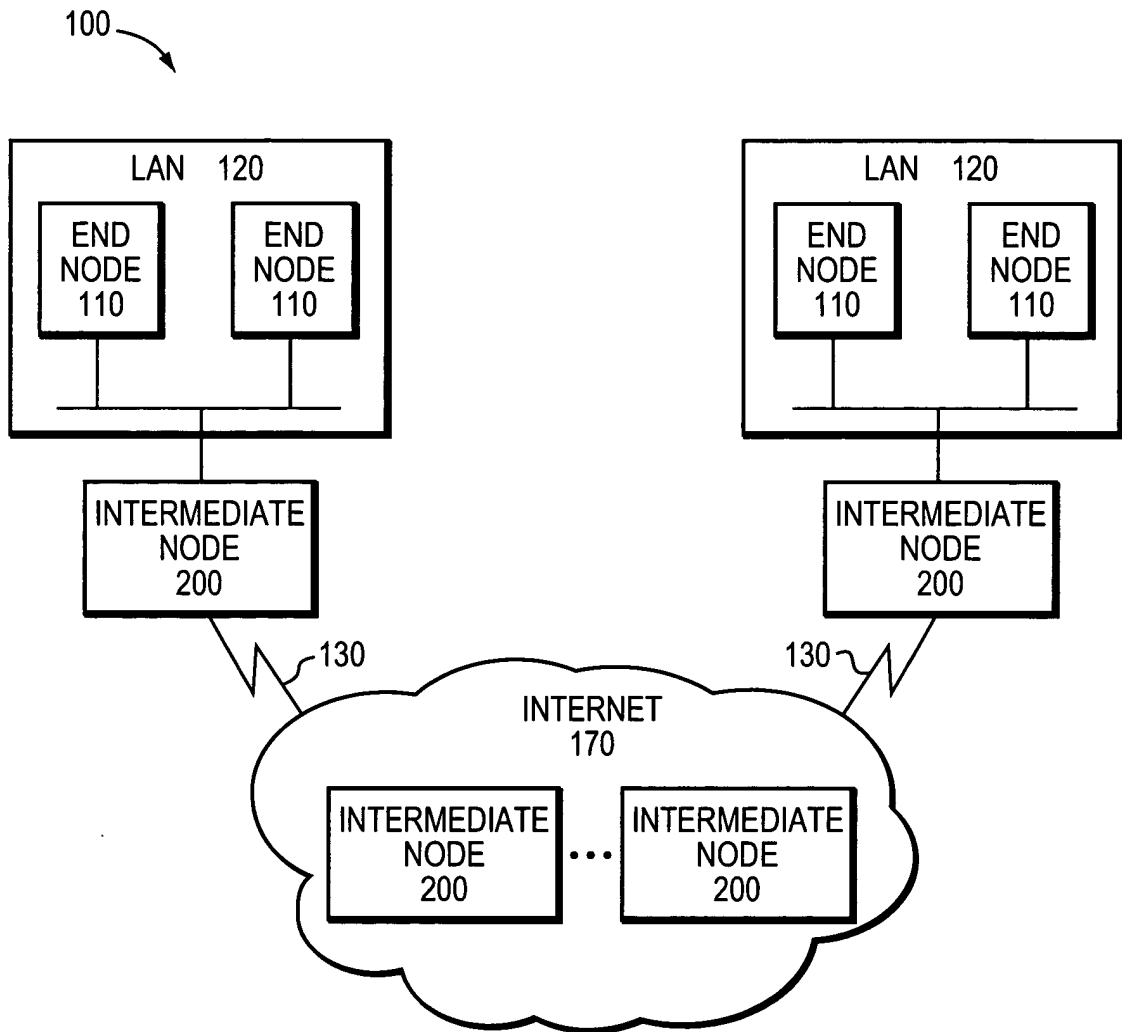 100
LAN 120
END
NODE
110
END
NODE
110
INTERMEDIATE
NODE
200
130
LAN 120
END
NODE
110
END
NODE
110
INTERMEDIATE
NODE
200
130
INTERNET
170
INTERMEDIATE
NODE
200
•••
INTERMEDIATE
NODE
200